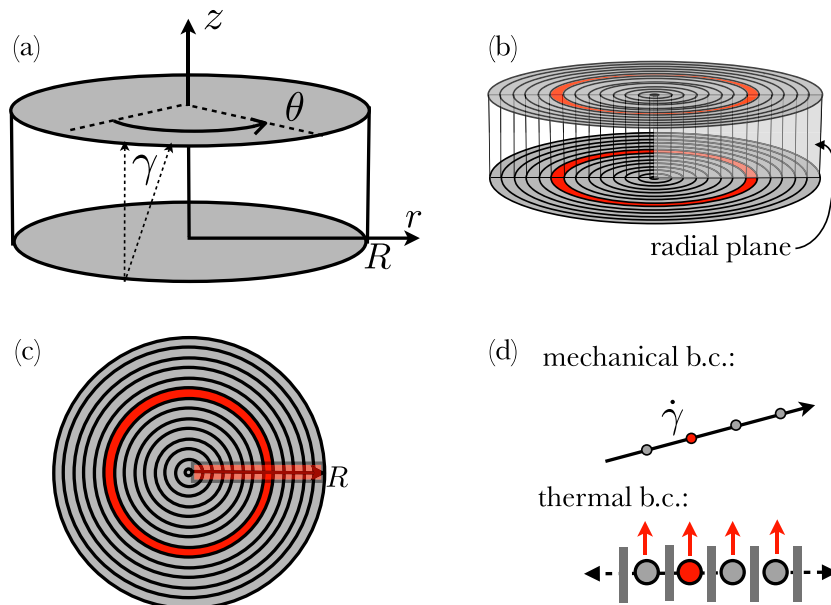 (a)
z
θ
γ
r
R
(b)
radial plane
(c)
R
(d)
mechanical b.c.:
γ̇
thermal b.c.: